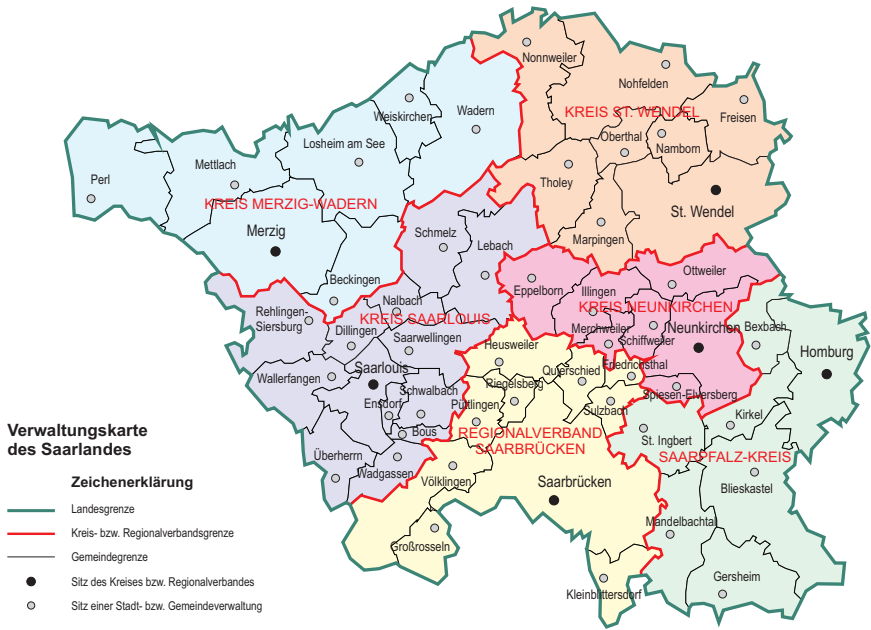 Nonnweiler
Nohfelden
Freisen
KREIS ST. WENDEL
Oberthal
Namborn
Tholey
St. Wendel
Marpingen
Wadern
Weiskirchen
Losheim am See
Mettlach
Perl
KREIS MERZIG-WADERN
Merzig
Beckingen
Schmelz
Lebach
Nalbach
KREIS SAARLOUIS
Rehlingen-
Siersburg
Dillingen
Saarwellingen
Wallerfangen
Saarlouis
Schwalbach
Ensdorf
Bous
Überherrn
Wadgassen
Eppelborn
Illingen
Ottweiler
KREIS NEUNKIRCHEN
Merchweiler
Schiffweiler
Neunkirchen
Spiesen-Elversberg
Heusweiler
Quierschied
Friedrichsthal
Riegelsberg
Püttlingen
Sulzbach
REGIONALVERBAND
SAARBRÜCKEN
Völklingen
Saarbrücken
Großrosseln
Kleinblittersdorf
Bexbach
Homburg
Kirkel
St. Ingbert
SAARPFALZ-KREIS
Blieskastel
Mandelbachtal
Gersheim
Verwaltungskarte
des Saarlandes
Zeichenerklärung
Landesgrenze
Kreis- bzw. Regionalverbandsgrenze
Gemeindegrenze
Sitz des Kreises bzw. Regionalverbandes
Sitz einer Stadt- bzw. Gemeindeverwaltung